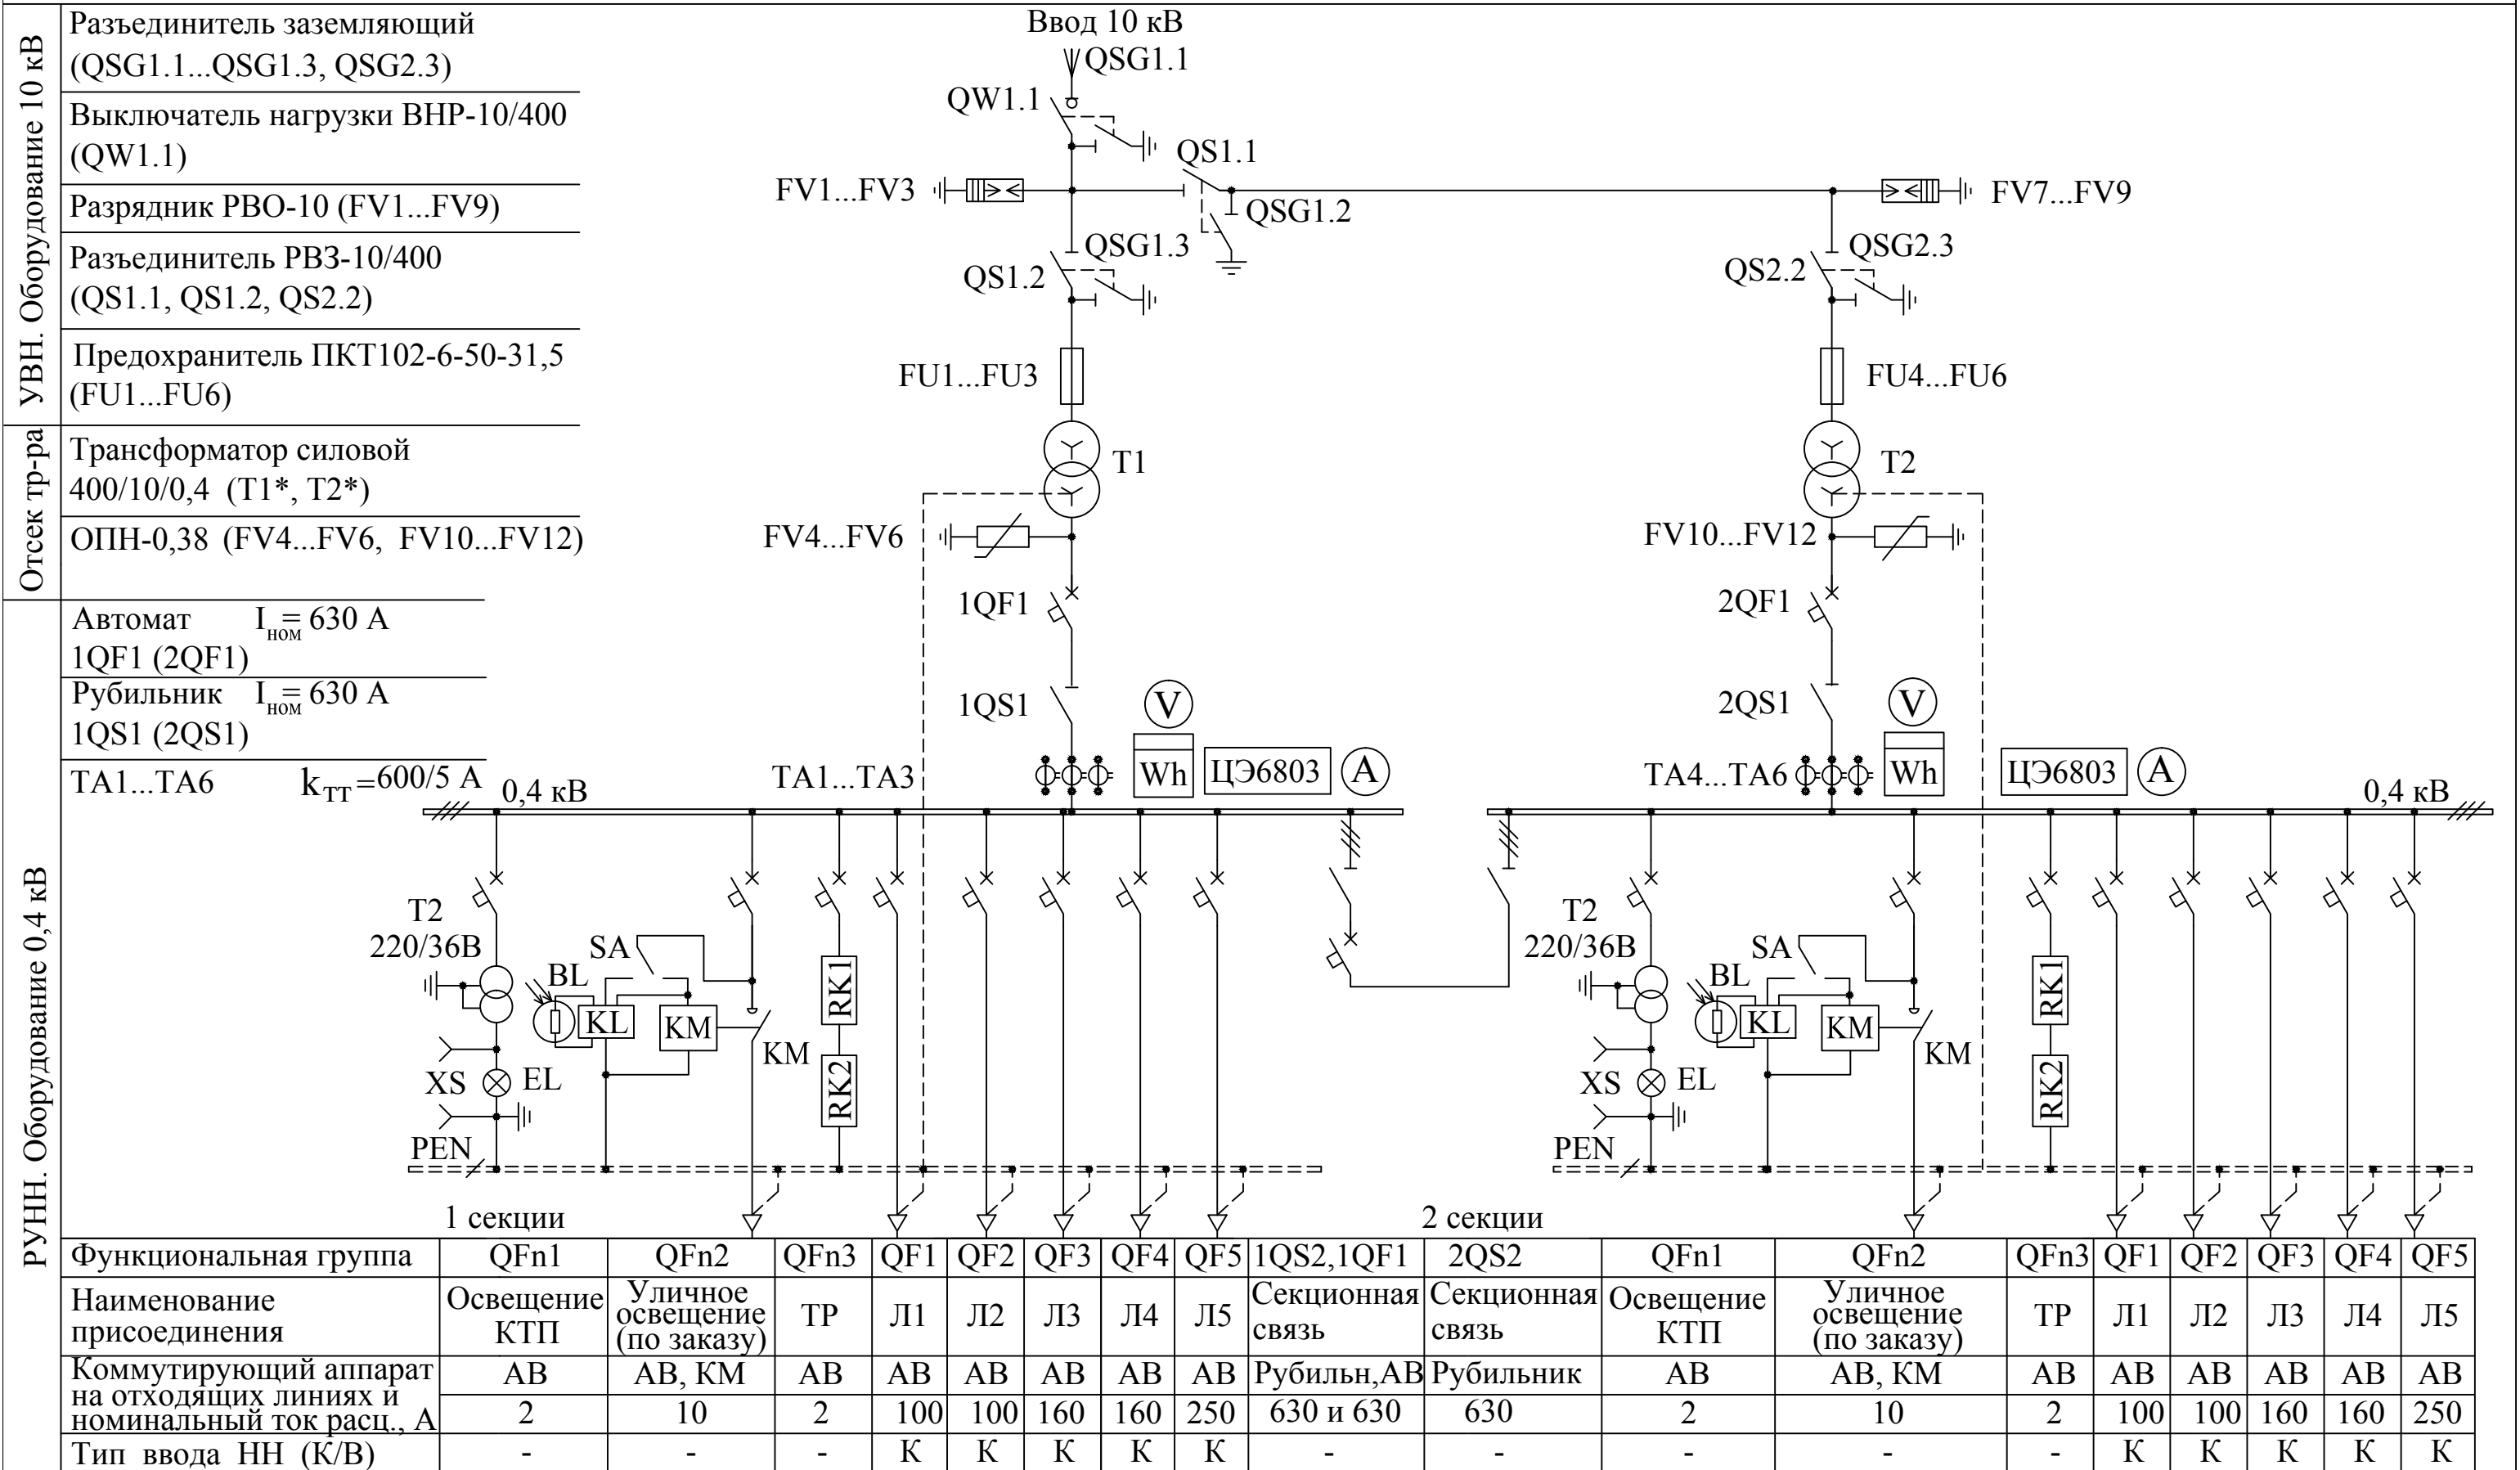 УВН. Оборудование 10 кВ
Разъединитель заземляющий
(QSG1.1...QSG1.3, QSG2.3)
Выключатель нагрузки ВНР-10/400
(QW1.1)
Разрядник РВО-10 (FV1...FV9)
Разъединитель РВЗ-10/400
(QS1.1, QS1.2, QS2.2)
Предохранитель ПКТ102-6-50-31,5
(FU1...FU6)
Отсек тр-ра
Трансформатор силовой
400/10/0,4 (Т1*, Т2*)
ОПН-0,38 (FV4...FV6, FV10...FV12)
РУНН. Оборудование 0,4 кВ
Автомат Iном = 630 А
1QF1 (2QF1)
Рубильник Iном = 630 А
1QS1 (2QS1)
ТА1...ТА6 kТТ = 600/5 А
Ввод 10 кВ
QSG1.1
QW1.1
QS1.1
FV1...FV3
QSG1.2
FV7...FV9
QSG1.3
QS1.2
QSG2.3
QS2.2
FU1...FU3
FU4...FU6
Т1
Т2
FV4...FV6
FV10...FV12
1QF1
2QF1
1QS1
V
2QS1
V
ТА1...ТА3
Wh
ЦЭ6803
А
ТА4...ТА6
Wh
ЦЭ6803
А
0,4 кВ
0,4 кВ
Т2
220/36В
SA
BL
KL
KM
KM
RK1
RK2
XS
EL
PEN
Т2
220/36В
SA
BL
KL
KM
KM
RK1
RK2
XS
EL
PEN
1 секции
2 секции
Функциональная группа QFn1 QFn2 QFn3 QF1 QF2 QF3 QF4 QF5 1QS2,1QF1 2QS2 QFn1 QFn2 QFn3 QF1 QF2 QF3 QF4 QF5
Наименование
присоединения
Освещение
КТП
Уличное
освещение
(по заказу)
ТР Л1 Л2 Л3 Л4 Л5
Секционная
связь
Секционная
связь
Освещение
КТП
Уличное
освещение
(по заказу)
ТР Л1 Л2 Л3 Л4 Л5
Коммутирующий аппарат
на отходящих линиях и
номинальный ток расц., А
АВ АВ, КМ АВ АВ АВ АВ АВ АВ Рубильн,АВ Рубильник АВ АВ, КМ АВ АВ АВ АВ АВ АВ
2 10 2 100 100 160 160 250 630 и 630 630 2 10 2 100 100 160 160 250
Тип ввода НН (К/В) - - - К К К К К - - - - - К К К К К